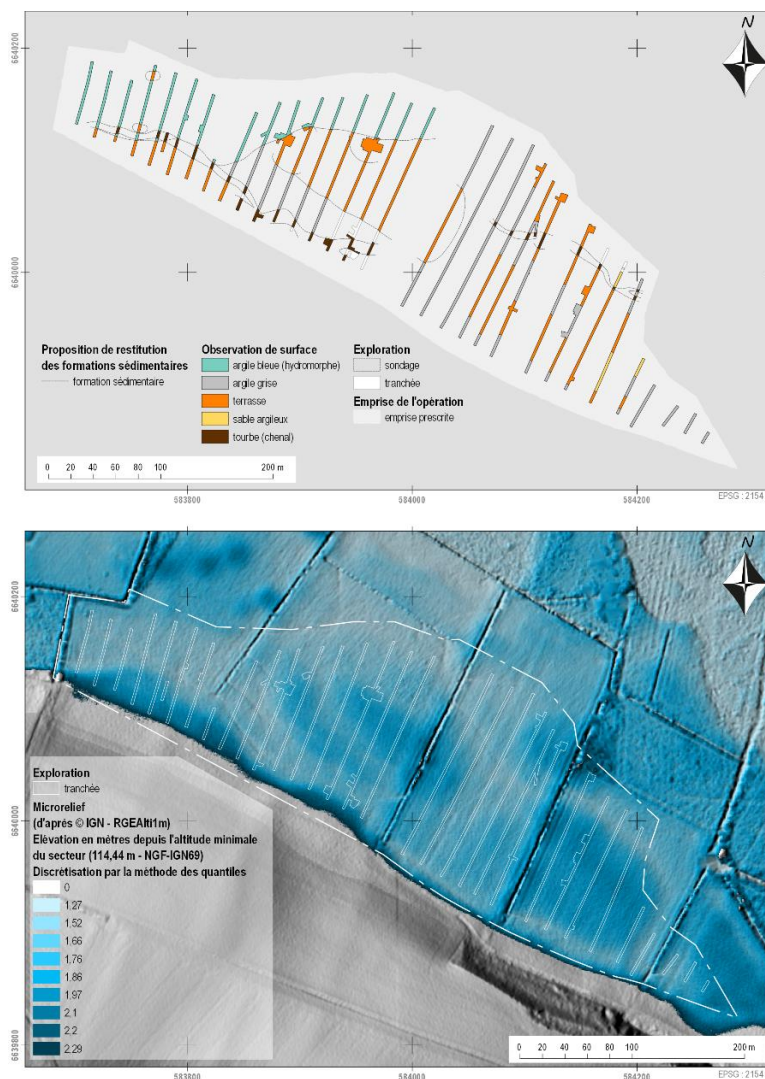 6640200
N
6640000
Proposition de restitution
des formations sédimentaires
formation sédimentaire
Observation de surface
argile bleue (hydromorphe)
argile grise
terrasse
sable argileux
tourbe (chenal)
Exploration
sondage
tranchée
Emprise de l'opération
emprise prescrite
0 20 40 60 80 100 200 m
583800 584000 584200
EPSG : 2154
6640200
N
6640000
Exploration
tranchée
Microrelief
(d'après © IGN - RGEAlti1m)
Elévation en mètres depuis l'altitude minimale
du secteur (114,44 m - NGF-IGN69)
Discrétisation par la méthode des quantiles
0
1,27
1,52
1,66
1,76
1,86
1,97
2,1
2,2
2,29
6639800
0 20 40 60 80 100 200 m
583800 584000 584200
EPSG : 2154